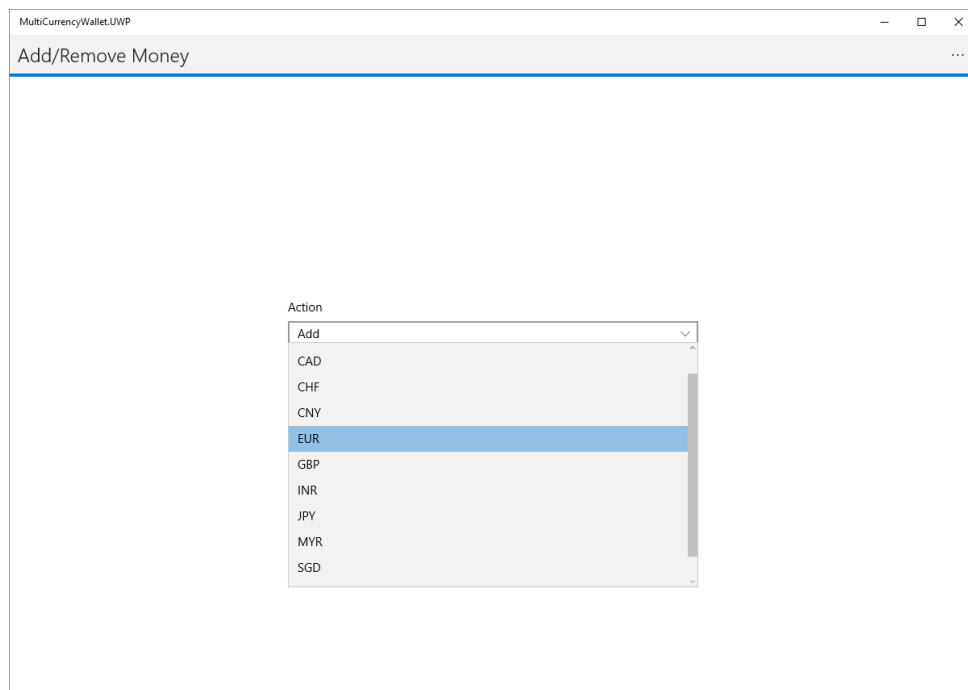 MultiCurrencyWallet.UWP
Add/Remove Money
Action
Add
CAD
CHF
CNY
EUR
GBP
INR
JPY
MYR
SGD